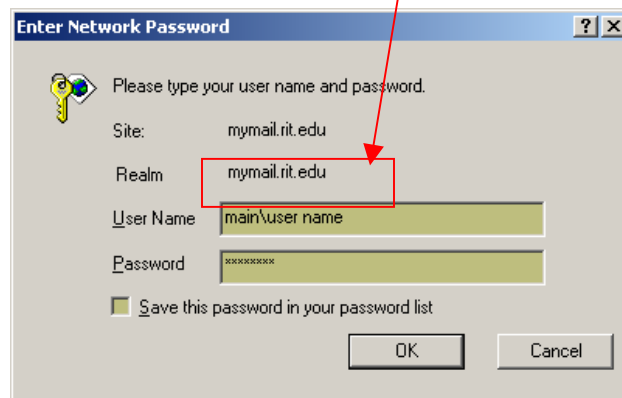 Enter Network Password
Please type your user name and password.
Site: mymail.rit.edu
Realm mymail.rit.edu
User Name main\user name
Password xxxxxxxx
Save this password in your password list
OK Cancel